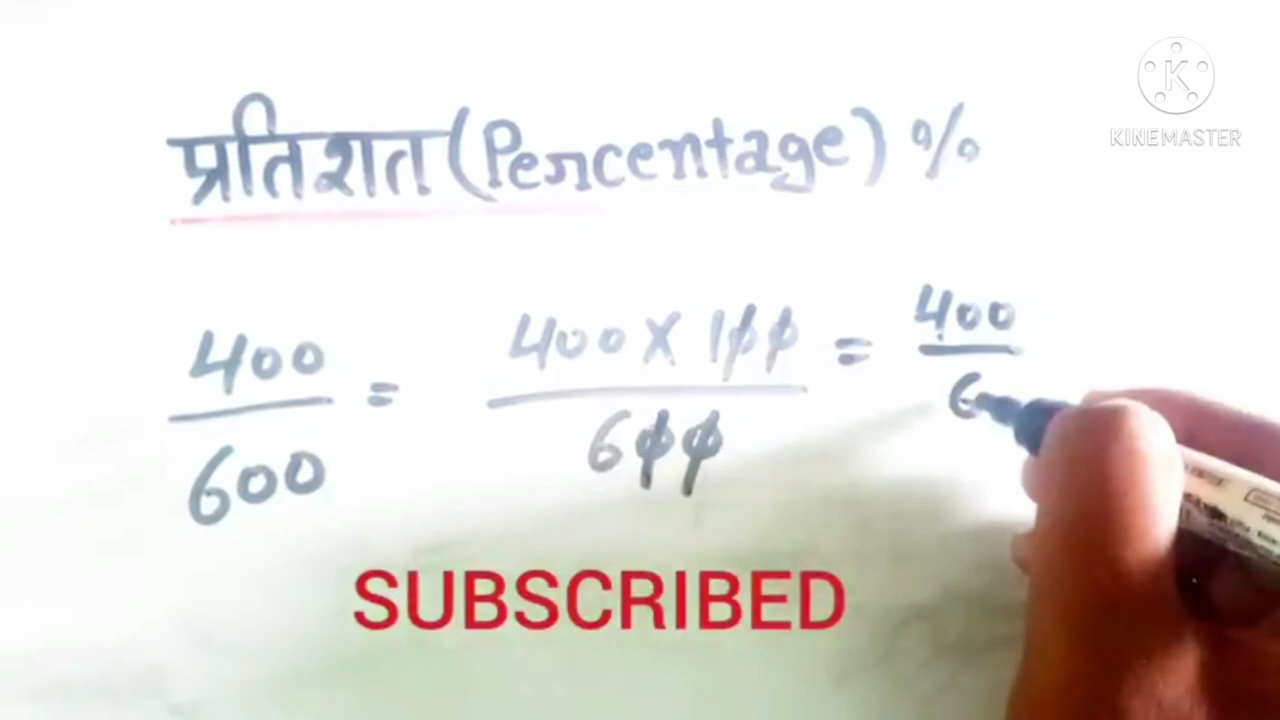 प्रतिशत (Percentage) %
K
KINEMASTER
400/600 = 400 X 100/600 = 400/6
SUBSCRIBED